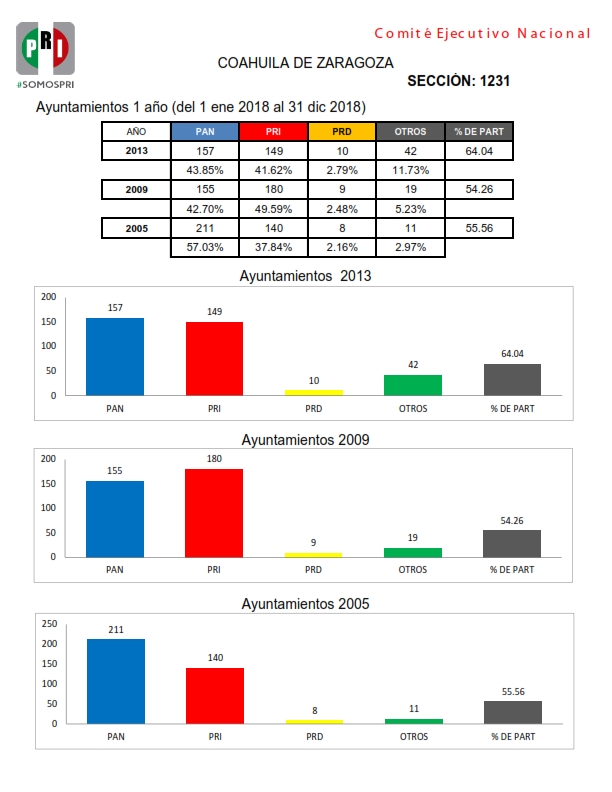 Comité Ejecutivo Nacional
PRI
#SOMOSPRI
COAHUILA DE ZARAGOZA
SECCIÓN: 1231
Ayuntamientos 1 año (del 1 ene 2018 al 31 dic 2018)
AÑO PAN PRI PRD OTROS % DE PART
2013 157 149 10 42 64.04
43.85% 41.62% 2.79% 11.73%
2009 155 180 9 19 54.26
42.70% 49.59% 2.48% 5.23%
2005 211 140 8 11 55.56
57.03% 37.84% 2.16% 2.97%
Ayuntamientos 2013
200
150
100
50
0
157 149 10 42 64.04
PAN PRI PRD OTROS % DE PART
Ayuntamientos 2009
200
150
100
50
0
155 180 9 19 54.26
PAN PRI PRD OTROS % DE PART
Ayuntamientos 2005
250
200
150
100
50
0
211 140 8 11 55.56
PAN PRI PRD OTROS % DE PART